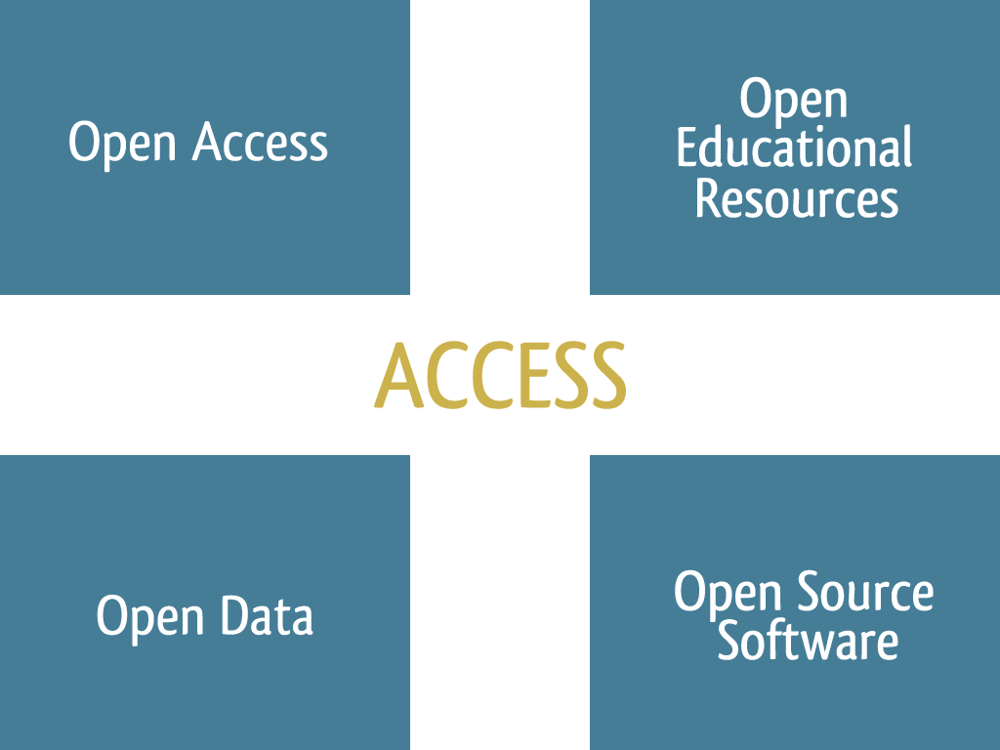 Open Access
Open
Educational
Resources
ACCESS
Open Data
Open Source
Software